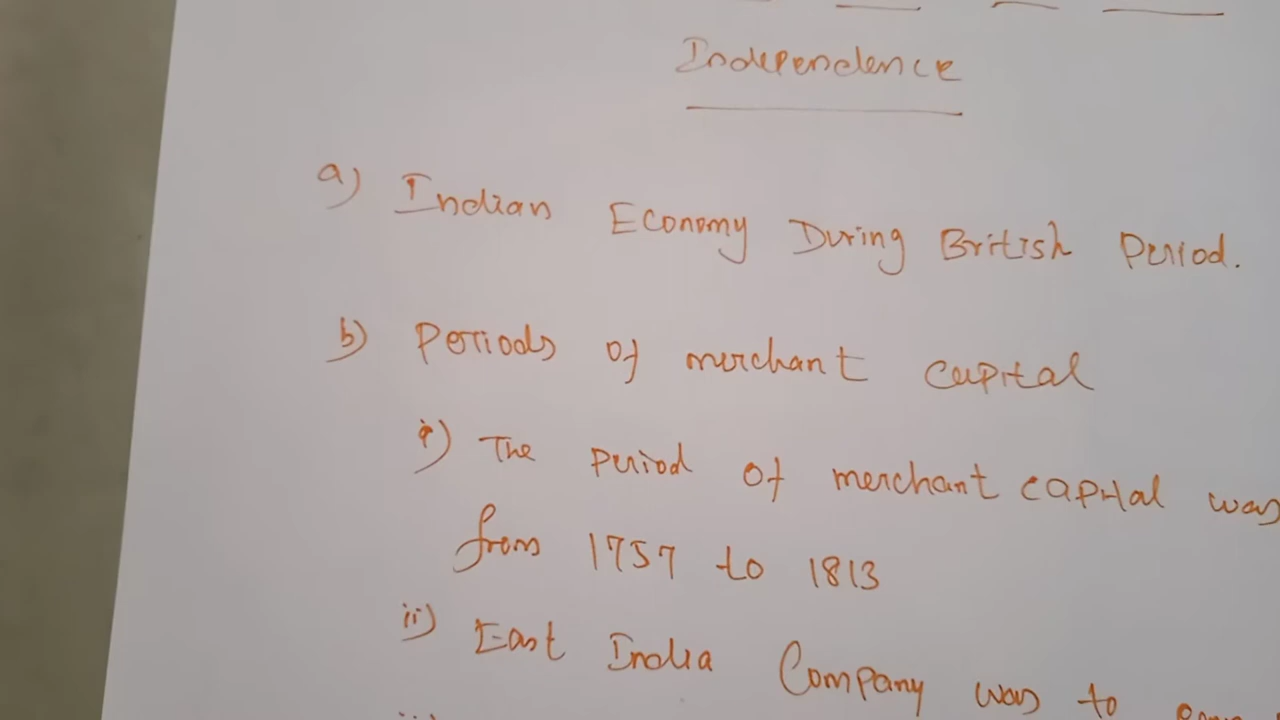 Independence
a) Indian Economy During British Period.
b) Periods of merchant capital
i) The period of merchant capital was
from 1757 to 1813
ii) East India Company was to